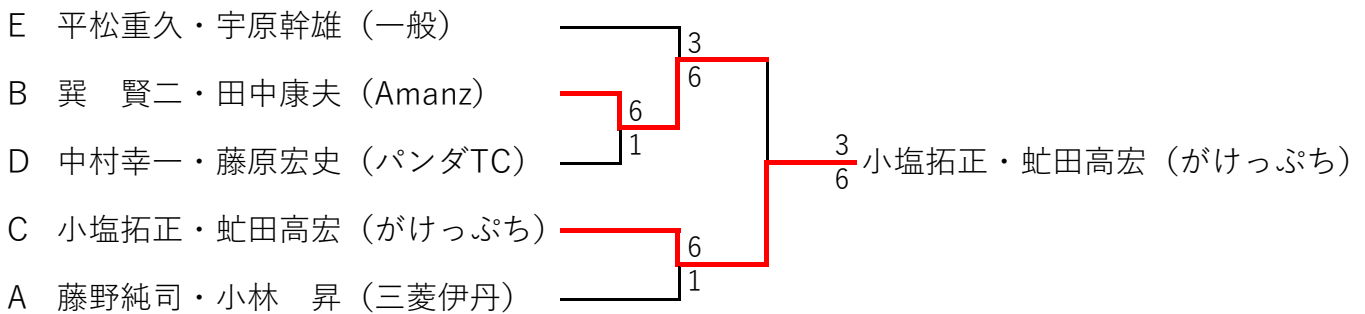 E 平松重久・宇原幹雄（一般）
3
6
B 巽　賢二・田中康夫（Amanz）
6
1
D 中村幸一・藤原宏史（パンダTC）
3
6
小塩拓正・虻田高宏（がけっぷち）
C 小塩拓正・虻田高宏（がけっぷち）
6
1
A 藤野純司・小林　昇（三菱伊丹）